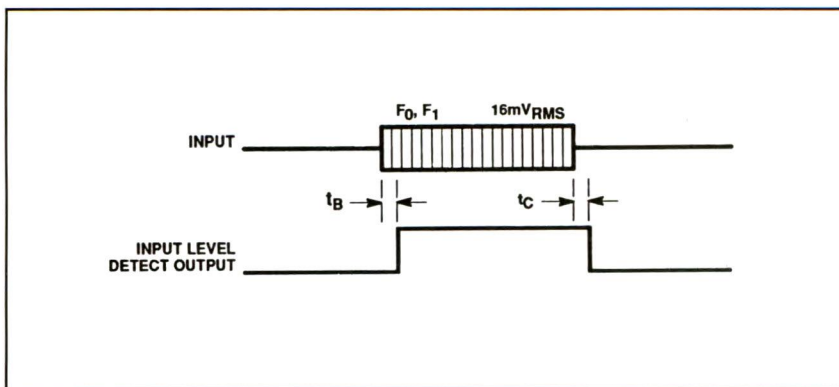 F0, F1 16mVRMS
INPUT
tB tC
INPUT LEVEL
DETECT OUTPUT